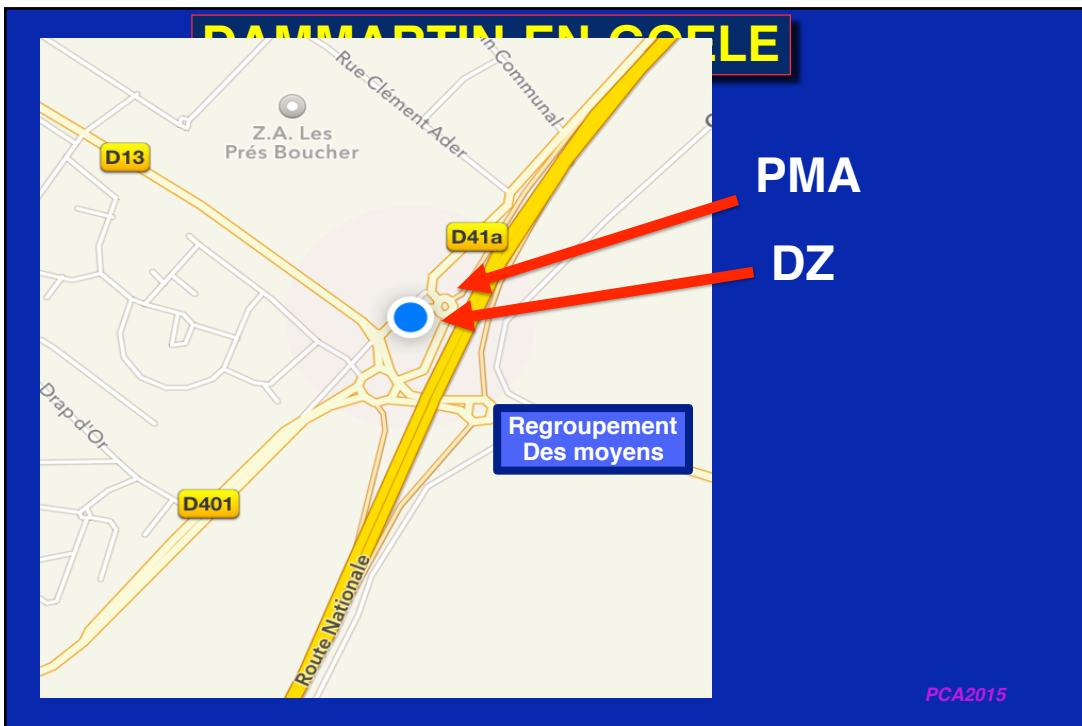 DAMMARTIN EN GOELE
Rue Clément Ader
Communal
Z.A. Les
Prés Boucher
D13
PMA
D41a
DZ
Drap d'Or
Regroupement
Des moyens
D401
Route Nationale
PCA2015